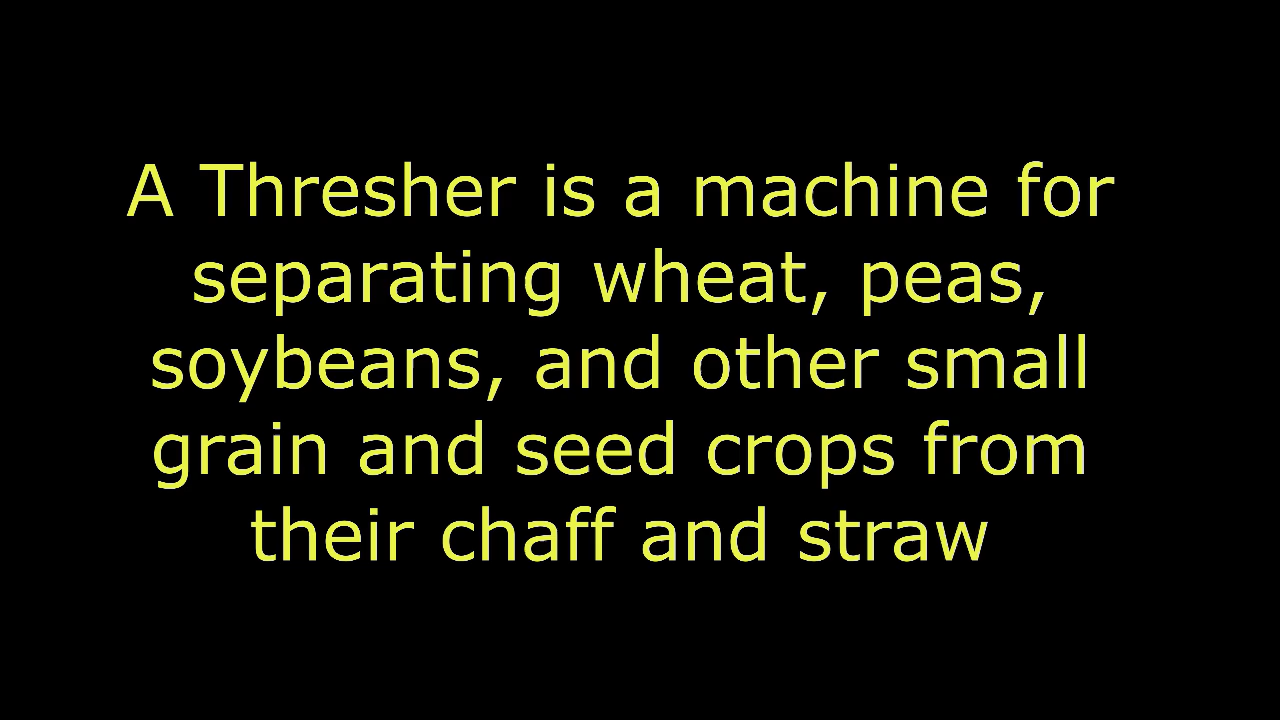 A Thresher is a machine for
separating wheat, peas,
soybeans, and other small
grain and seed crops from
their chaff and straw